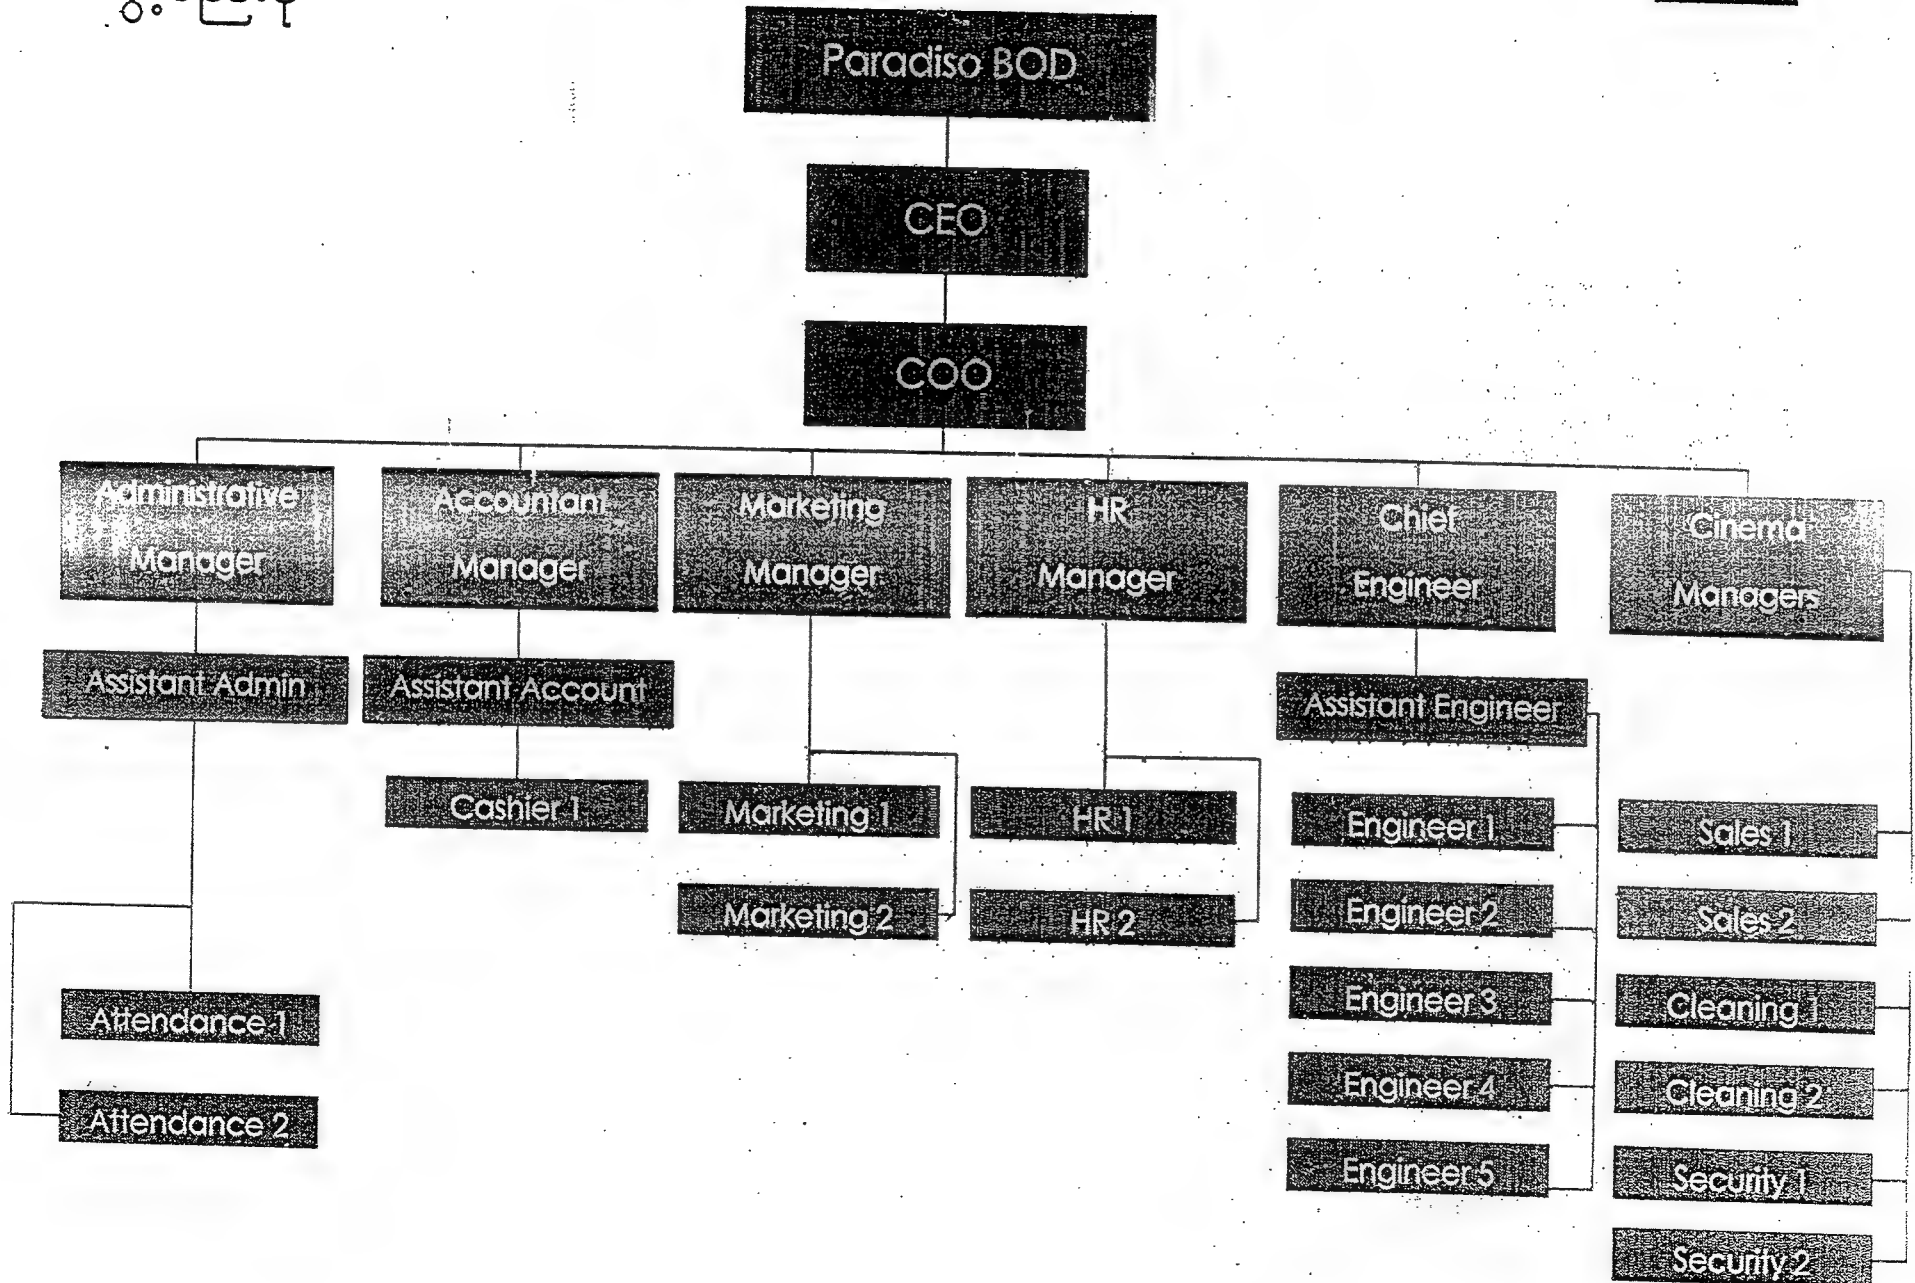 Paradiso BOD
CEO
COO
Administrative
Manager
Accountant
Manager
Marketing
Manager
HR
Manager
Chief
Engineer
Cinema
Managers
Assistant Admin
Assistant Account
Assistant Engineer
Cashier 1
Marketing 1
HR 1
Engineer 1
Sales 1
Marketing 2
HR 2
Engineer 2
Sales 2
Attendance 1
Engineer 3
Cleaning 1
Attendance 2
Engineer 4
Cleaning 2
Engineer 5
Security 1
Security 2